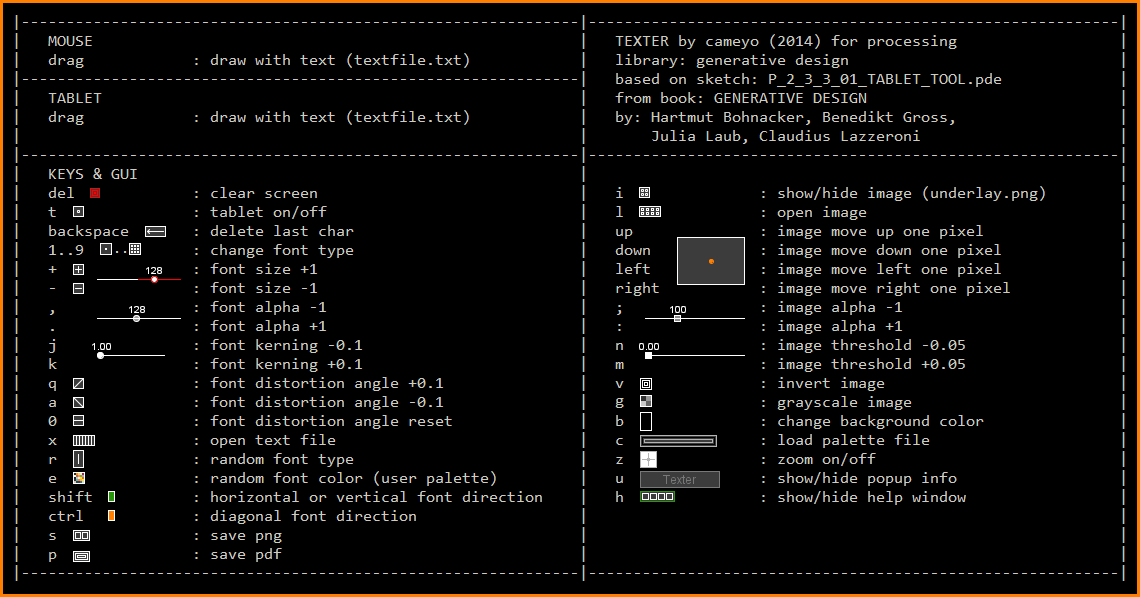 MOUSE
drag : draw with text (textfile.txt)
TABLET
drag : draw with text (textfile.txt)
KEYS & GUI
del : clear screen
t : tablet on/off
backspace : delete last char
1..9 .. : change font type
+ 128 : font size +1
- : font size -1
, 128 : font alpha -1
. : font alpha +1
j 1.00 : font kerning -0.1
k : font kerning +0.1
q : font distortion angle +0.1
a : font distortion angle -0.1
0 : font distortion angle reset
x : open text file
r : random font type
e : random font color (user palette)
shift : horizontal or vertical font direction
ctrl : diagonal font direction
s : save png
p : save pdf
TEXTER by cameyo (2014) for processing
library: generative design
based on sketch: P_2_3_3_01_TABLET_TOOL.pde
from book: GENERATIVE DESIGN
by: Hartmut Bohnacker, Benedikt Gross,
Julia Laub, Claudius Lazzeroni
i : show/hide image (underlay.png)
l : open image
up : image move up one pixel
down : image move down one pixel
left : image move left one pixel
right : image move right one pixel
; 100 : image alpha -1
: : image alpha +1
n 0.00 : image threshold -0.05
m : image threshold +0.05
v : invert image
g : grayscale image
b : change background color
c : load palette file
z : zoom on/off
u Texter : show/hide popup info
h : show/hide help window